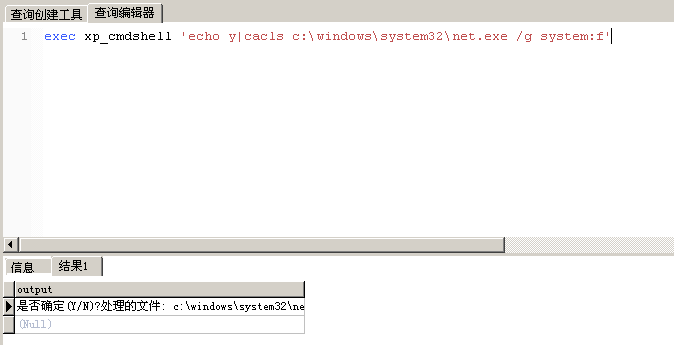 查询创建工具 查询编辑器
1 exec xp_cmdshell 'echo y|cacls c:\windows\system32\net.exe /g system:f'
信息 结果1
output
是否确定(Y/N)?处理的文件: c:\windows\system32\ne
(Null)